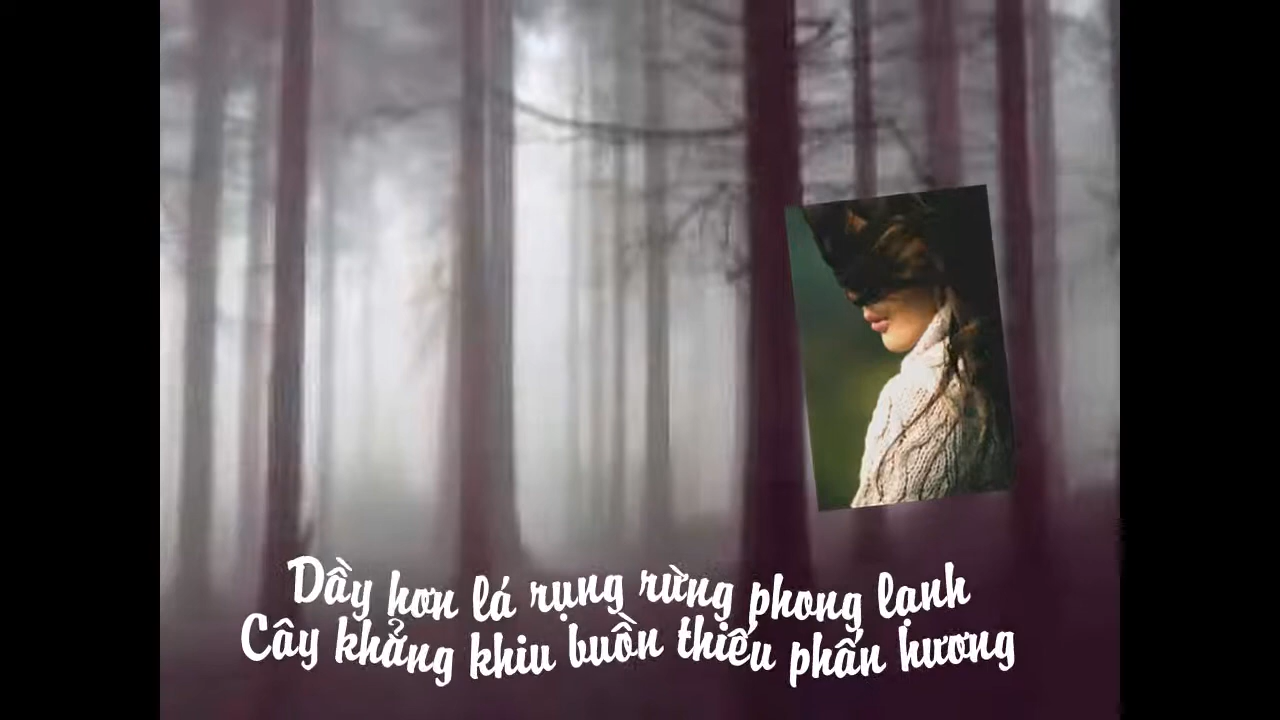 Dầy hơn lá rụng rừng phong lạnh
Cây khẳng khiu buồn thiếu phấn hương